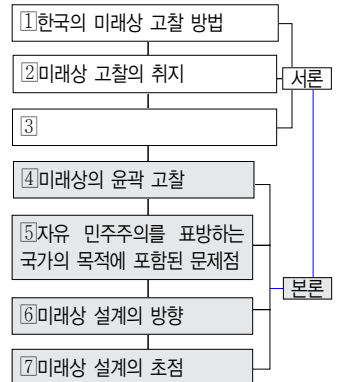 1한국의 미래상 고찰 방법
2미래상 고찰의 취지
서론
3
4미래상의 윤곽 고찰
5자유 민주주의를 표방하는
국가의 목적에 포함된 문제점
본론
6미래상 설계의 방향
7미래상 설계의 초점